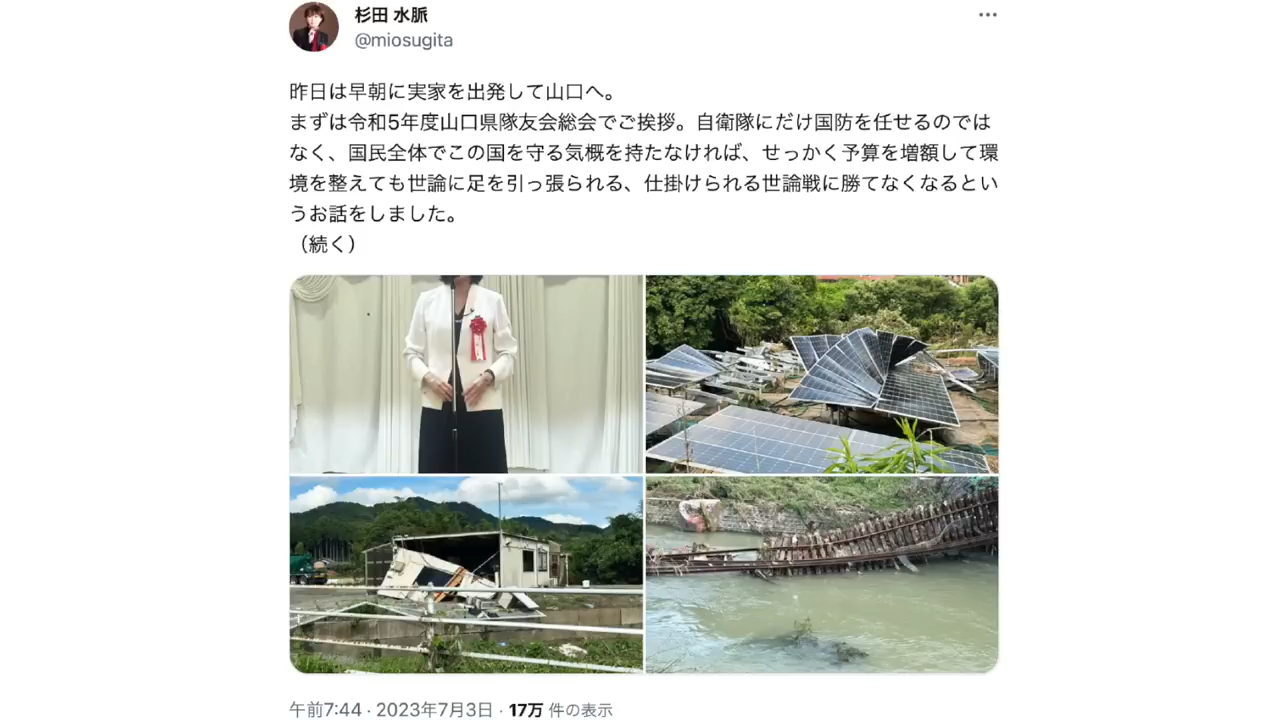 杉田 水脈
@miosugita
昨日は早朝に実家を出発して山口へ。
まずは令和5年度山口県隊友会総会でご挨拶。自衛隊にだけ国防を任せるのでは
なく、国民全体でこの国を守る気概を持たなければ、せっかく予算を増額して環
境を整えても世論に足を引っ張られる、仕掛けられる世論戦に勝てなくなるとい
うお話をしました。
（続く）
午前7:44 · 2023年7月3日 · 17万 件の表示